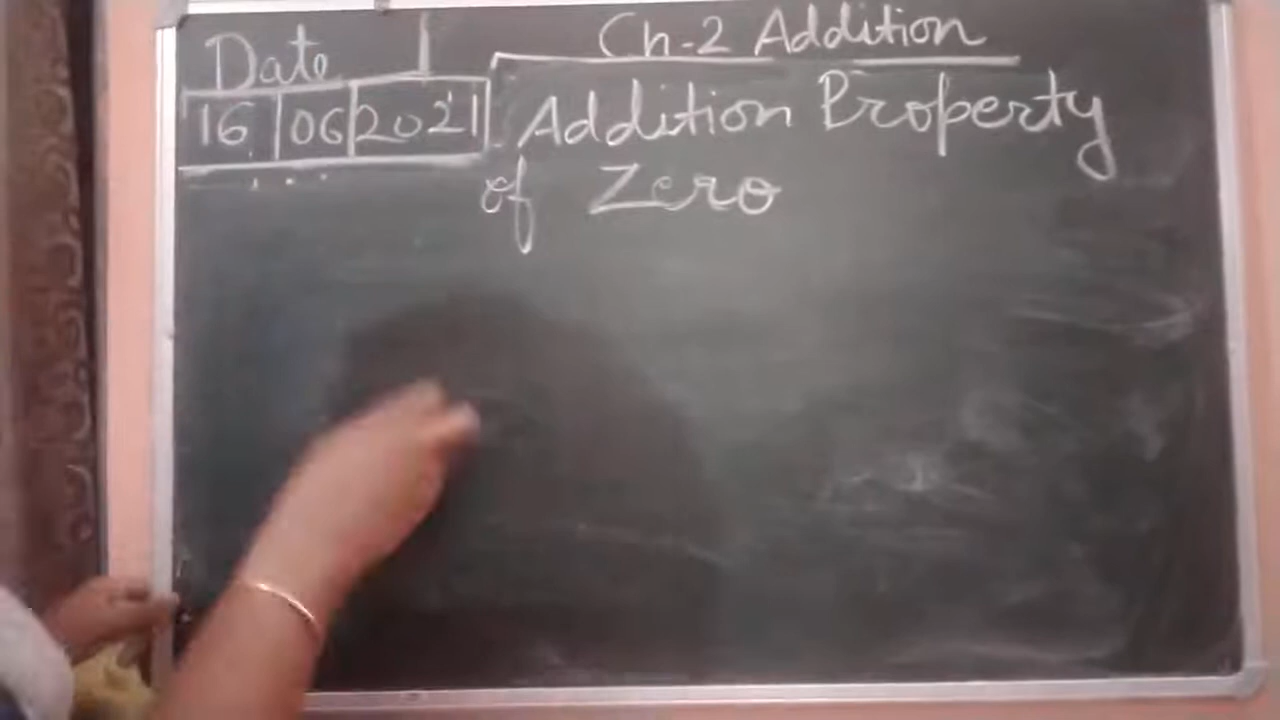 Date
16 06 2021
Ch-2 Addition
Addition Property
of Zero